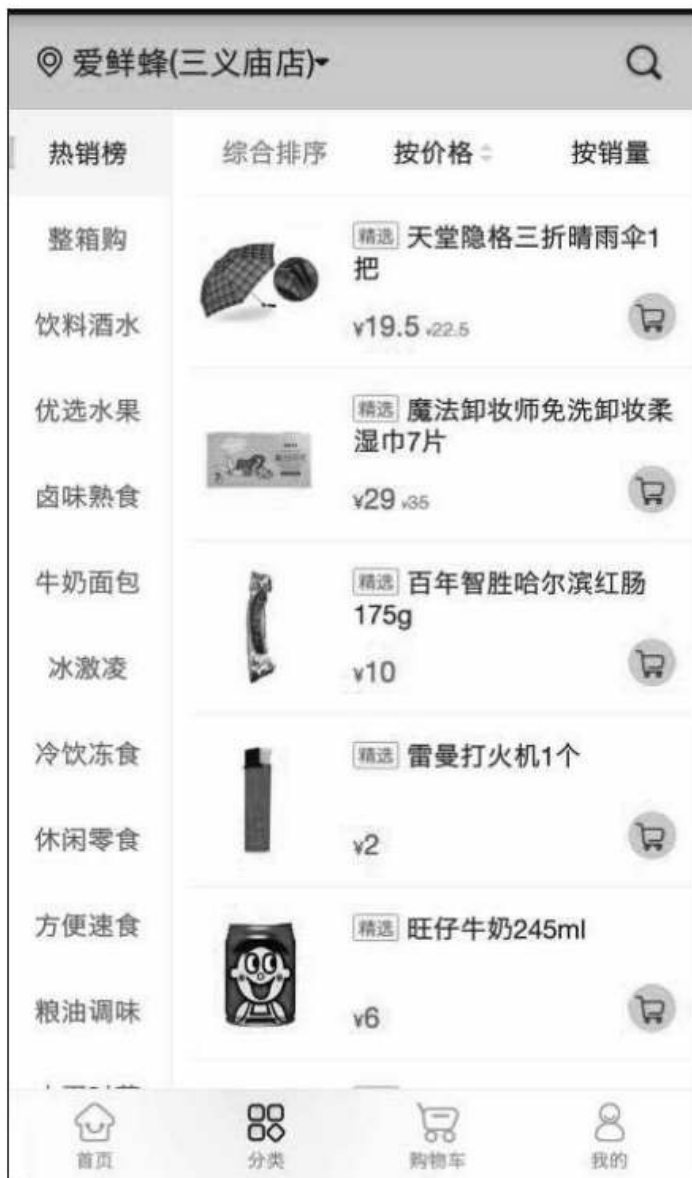 爱鲜蜂(三义庙店)
热销榜
综合排序 按价格 按销量
整箱购
饮料酒水
优选水果
卤味熟食
牛奶面包
冰激凌
冷饮冻食
休闲零食
方便速食
粮油调味
精选 天堂隐格三折晴雨伞1
把
¥19.5 ¥22.5
精选 魔法卸妆师免洗卸妆柔
湿巾7片
¥29 ¥35
精选 百年智胜哈尔滨红肠
175g
¥10
精选 雷曼打火机1个
¥2
精选 旺仔牛奶245ml
¥6
首页 分类 购物车 我的